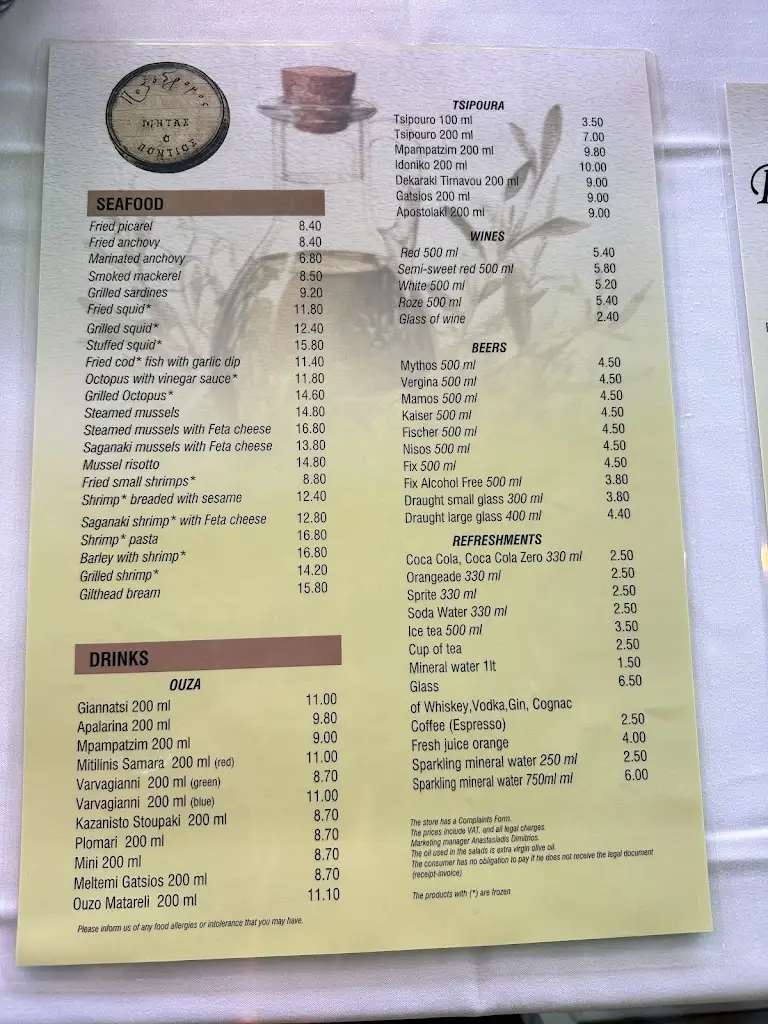 Πεζόδρομος
ΜΗΤΑΣ
Ο
ΠΟΝΤΙΟΣ
SEAFOOD
Fried picarel 8.40
Fried anchovy 8.40
Marinated anchovy 6.80
Smoked mackerel 8.50
Grilled sardines 9.20
Fried squid* 11.80
Grilled squid* 12.40
Stuffed squid* 15.80
Fried cod* fish with garlic dip 11.40
Octopus with vinegar sauce* 11.80
Grilled Octopus* 14.60
Steamed mussels 14.80
Steamed mussels with Feta cheese 16.80
Saganaki mussels with Feta cheese 13.80
Mussel risotto 14.80
Fried small shrimps* 8.80
Shrimp* breaded with sesame 12.40
Saganaki shrimp* with Feta cheese 12.80
Shrimp* pasta 16.80
Barley with shrimp* 16.80
Grilled shrimp* 14.20
Gilthead bream 15.80
DRINKS
OUZA
Giannatsi 200 ml 11.00
Apalarina 200 ml 9.80
Mpampatzim 200 ml 9.00
Mitilinis Samara 200 ml (red) 11.00
Varvagianni 200 ml (green) 8.70
Varvagianni 200 ml (blue) 11.00
Kazanisto Stoupaki 200 ml 8.70
Plomari 200 ml 8.70
Mini 200 ml 8.70
Meltemi Gatsios 200 ml 8.70
Ouzo Matareli 200 ml 11.10
Please inform us of any food allergies or intolerance that you may have.
TSIPOURA
Tsipouro 100 ml 3.50
Tsipouro 200 ml 7.00
Mpampatzim 200 ml 9.80
Idoniko 200 ml 10.00
Dekaraki Tirnavou 200 ml 9.00
Gatsios 200 ml 9.00
Apostolaki 200 ml 9.00
WINES
Red 500 ml 5.40
Semi-sweet red 500 ml 5.80
White 500 ml 5.20
Roze 500 ml 5.40
Glass of wine 2.40
BEERS
Mythos 500 ml 4.50
Vergina 500 ml 4.50
Mamos 500 ml 4.50
Kaiser 500 ml 4.50
Fischer 500 ml 4.50
Nisos 500 ml 4.50
Fix 500 ml 4.50
Fix Alcohol Free 500 ml 3.80
Draught small glass 300 ml 3.80
Draught large glass 400 ml 4.40
REFRESHMENTS
Coca Cola, Coca Cola Zero 330 ml 2.50
Orangeade 330 ml 2.50
Sprite 330 ml 2.50
Soda Water 330 ml 2.50
Ice tea 500 ml 3.50
Cup of tea 2.50
Mineral water 1lt 1.50
Glass 6.50
of Whiskey,Vodka,Gin, Cognac
Coffee (Espresso) 2.50
Fresh juice orange 4.00
Sparkling mineral water 250 ml 2.50
Sparkling mineral water 750ml ml 6.00
The store has a Complaints Form.
The prices include VAT, and all legal charges.
Marketing manager Anastasiadis Dimitrios.
The oil used in the salads is extra virgin olive oil.
The consumer has no obligation to pay if he does not receive the legal document
(receipt-invoice)
The products with (*) are frozen